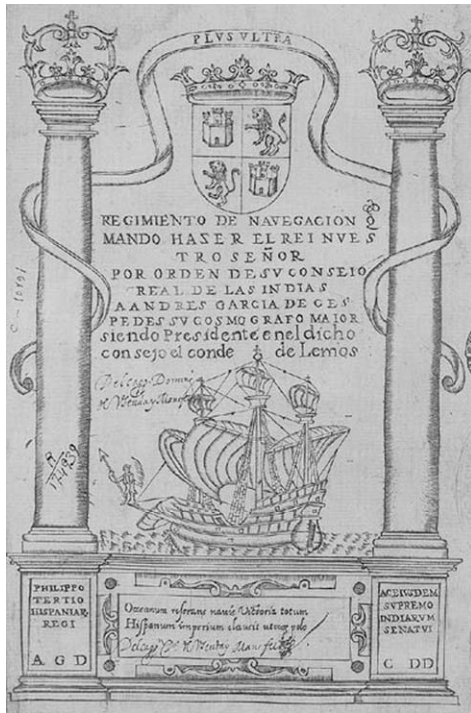 PLVS VLTRA
REGIMIENTO DE NAVEGACION Q̃
MANDO HASER EL REI NVES
TRO SEÑOR
POR ORDEN DE SV CONSEIO
REAL DE LAS INDIAS
A ANDRES GARCIA DE CES
PEDES SV COSMOGRAFO MAIOR
siendo Presidente en el dicho
consejo el conde de Lemos
PHILIPPO
TERTIO
HISPANIAR,
REGI
A G D
Oceanum reserans navis Victoria totum
Hispanum imperium clausit utroque polo
AC EIVSDEM
SVPREMO
INDIARVM
SENATVI
C DD